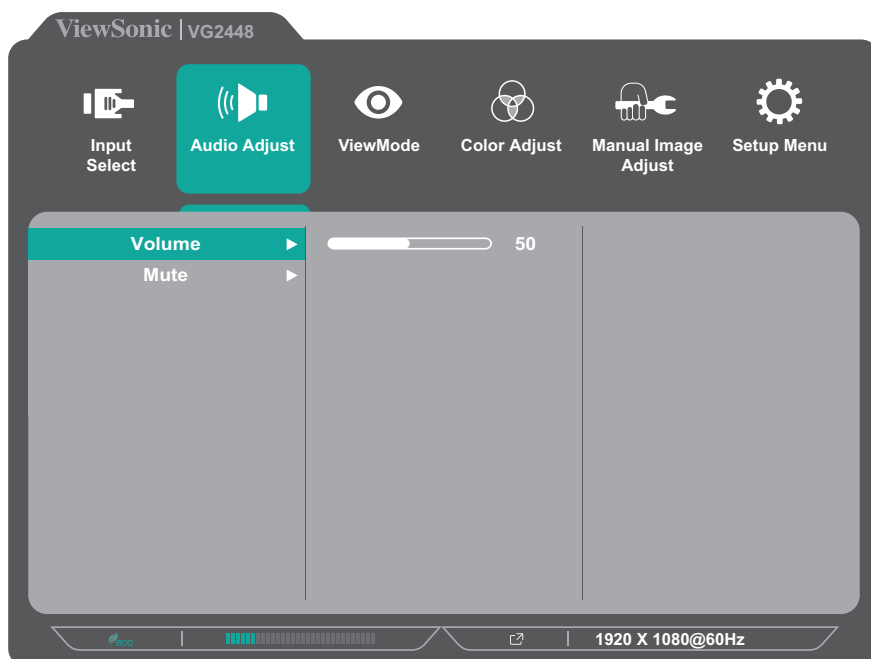 ViewSonic | VG2448
Input
Select
Audio Adjust
ViewMode
Color Adjust
Manual Image
Adjust
Setup Menu
Volume
50
Mute
eco
1920 X 1080@60Hz